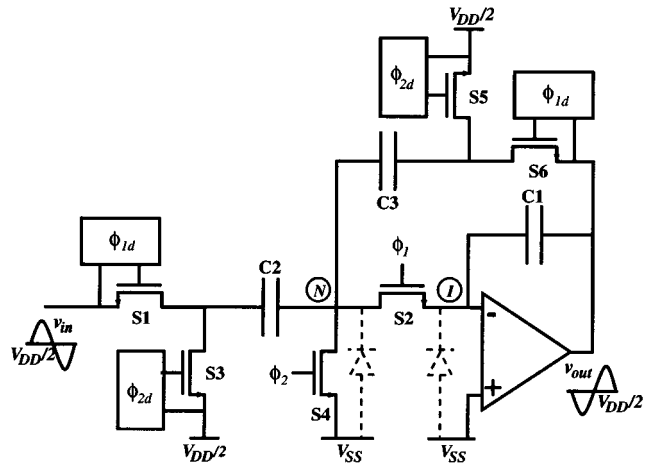 V_DD/2
ϕ_2d
S5
ϕ_1d
S6
C3
C1
ϕ_1d
C2
ϕ_1
N
I
S1
S2
v_in
V_DD/2
ϕ_2d
S3
ϕ_2
S4
-
+
v_out
V_DD/2
V_DD/2
V_SS
V_SS